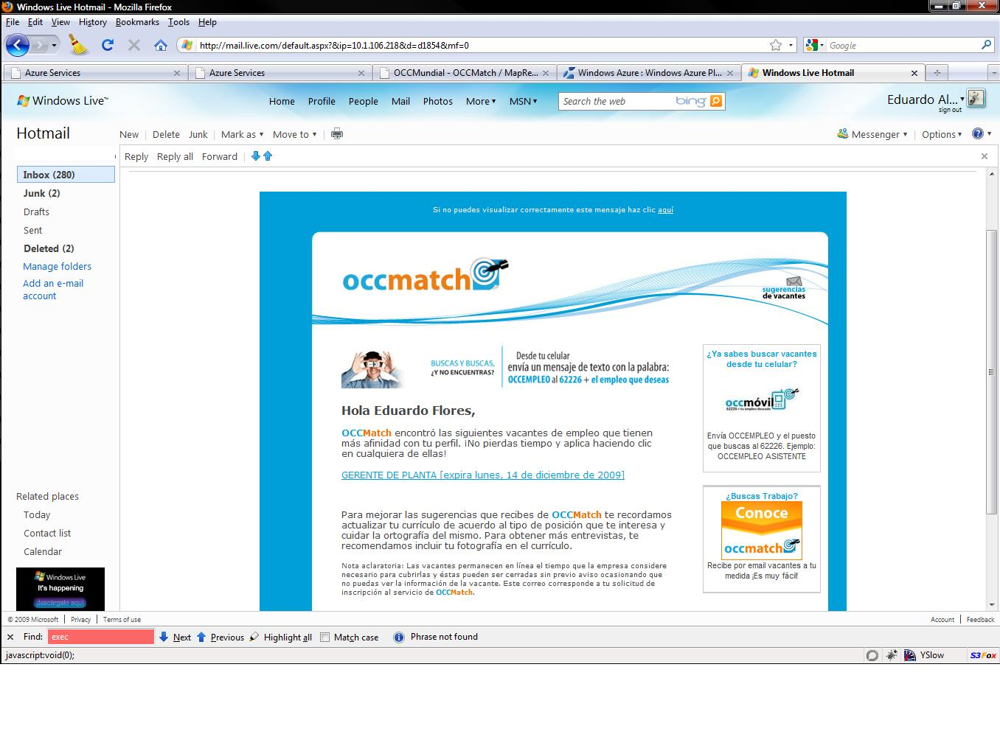 Windows Live Hotmail - Mozilla Firefox
File Edit View History Bookmarks Tools Help
http://mail.live.com/default.aspx?&ip=10.1.106.218&d=d1854&mf=0
Google
Azure Services
Azure Services
OCCMundial - OCCMatch / MapRe...
Windows Azure : Windows Azure Pl...
Windows Live Hotmail
Windows Live™
Home Profile People Mail Photos More MSN
Search the web bing
Eduardo Al...
sign out
Hotmail
New Delete Junk Mark as Move to
Messenger Options
Reply Reply all Forward
Inbox (280)
Junk (2)
Drafts
Sent
Deleted (2)
Manage folders
Add an e-mail
account
Related places
Today
Contact list
Calendar
Windows Live
It's happening
descárgalo aquí
Si no puedes visualizar correctamente este mensaje haz clic aquí
occmatch
sugerencias
de vacantes
BUSCAS Y BUSCAS,
¿Y NO ENCUENTRAS?
Desde tu celular
envía un mensaje de texto con la palabra:
OCCEMPLEO al 62226 + el empleo que deseas
Hola Eduardo Flores,
OCCMatch encontró las siguientes vacantes de empleo que tienen
más afinidad con tu perfil. ¡No pierdas tiempo y aplica haciendo clic
en cualquiera de ellas!
GERENTE DE PLANTA [expira lunes, 14 de diciembre de 2009]
Para mejorar las sugerencias que recibes de OCCMatch te recordamos
actualizar tu currículo de acuerdo al tipo de posición que te interesa y
cuidar la ortografía del mismo. Para obtener más entrevistas, te
recomendamos incluir tu fotografía en el currículo.
Nota aclaratoria: Las vacantes permanecen en línea el tiempo que la empresa considere
necesario para cubrirlas y éstas pueden ser cerradas sin previo aviso ocasionando que
no puedas ver la información de la vacante. Este correo corresponde a tu solicitud de
inscripción al servicio de OCCMatch.
¿Ya sabes buscar vacantes
desde tu celular?
occmóvil
62226 + tu empleo deseado
Envía OCCEMPLEO y el puesto
que buscas al 62226. Ejemplo:
OCCEMPLEO ASISTENTE
¿Buscas Trabajo?
Conoce
occmatch
Recibe por email vacantes a tu
medida ¡Es muy fácil!
© 2009 Microsoft Privacy Terms of use
Account Feedback
Find: exec Next Previous Highlight all Match case Phrase not found
javascript:void(0);
YSlow S3Fox